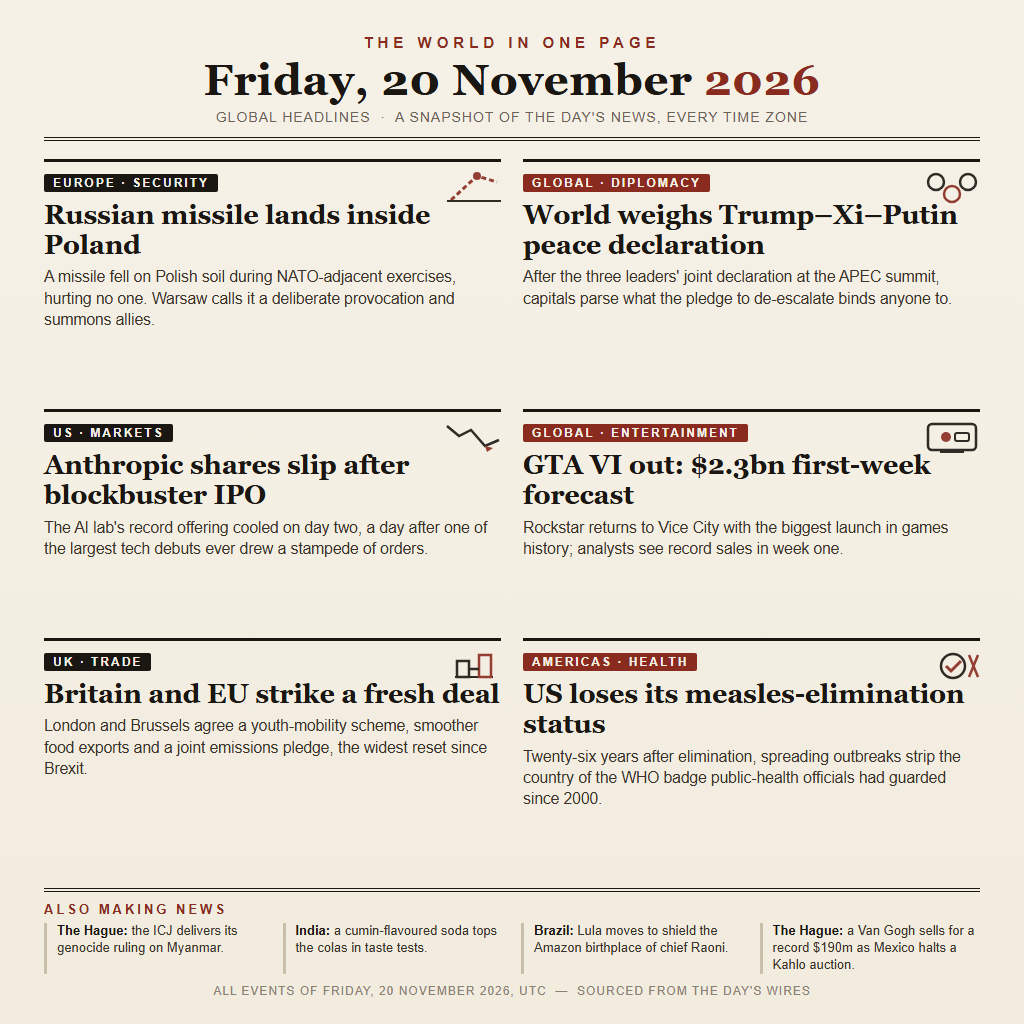 THE WORLD IN ONE PAGE
Friday, 20 November 2026
GLOBAL HEADLINES · A SNAPSHOT OF THE DAY'S NEWS, EVERY TIME ZONE
EUROPE · SECURITY
Russian missile lands inside
Poland
A missile fell on Polish soil during NATO-adjacent exercises,
hurting no one. Warsaw calls it a deliberate provocation and
summons allies.
GLOBAL · DIPLOMACY
World weighs Trump–Xi–Putin
peace declaration
After the three leaders' joint declaration at the APEC summit,
capitals parse what the pledge to de-escalate binds anyone to.
US · MARKETS
Anthropic shares slip after
blockbuster IPO
The AI lab's record offering cooled on day two, a day after one of
the largest tech debuts ever drew a stampede of orders.
GLOBAL · ENTERTAINMENT
GTA VI out: $2.3bn first-week
forecast
Rockstar returns to Vice City with the biggest launch in games
history; analysts see record sales in week one.
UK · TRADE
Britain and EU strike a fresh deal
London and Brussels agree a youth-mobility scheme, smoother
food exports and a joint emissions pledge, the widest reset since
Brexit.
AMERICAS · HEALTH
US loses its measles-elimination
status
Twenty-six years after elimination, spreading outbreaks strip the
country of the WHO badge public-health officials had guarded
since 2000.
ALSO MAKING NEWS
The Hague: the ICJ delivers its
genocide ruling on Myanmar.
India: a cumin-flavoured soda tops
the colas in taste tests.
Brazil: Lula moves to shield the
Amazon birthplace of chief Raoni.
The Hague: a Van Gogh sells for a
record $190m as Mexico halts a
Kahlo auction.
ALL EVENTS OF FRIDAY, 20 NOVEMBER 2026, UTC — SOURCED FROM THE DAY'S WIRES